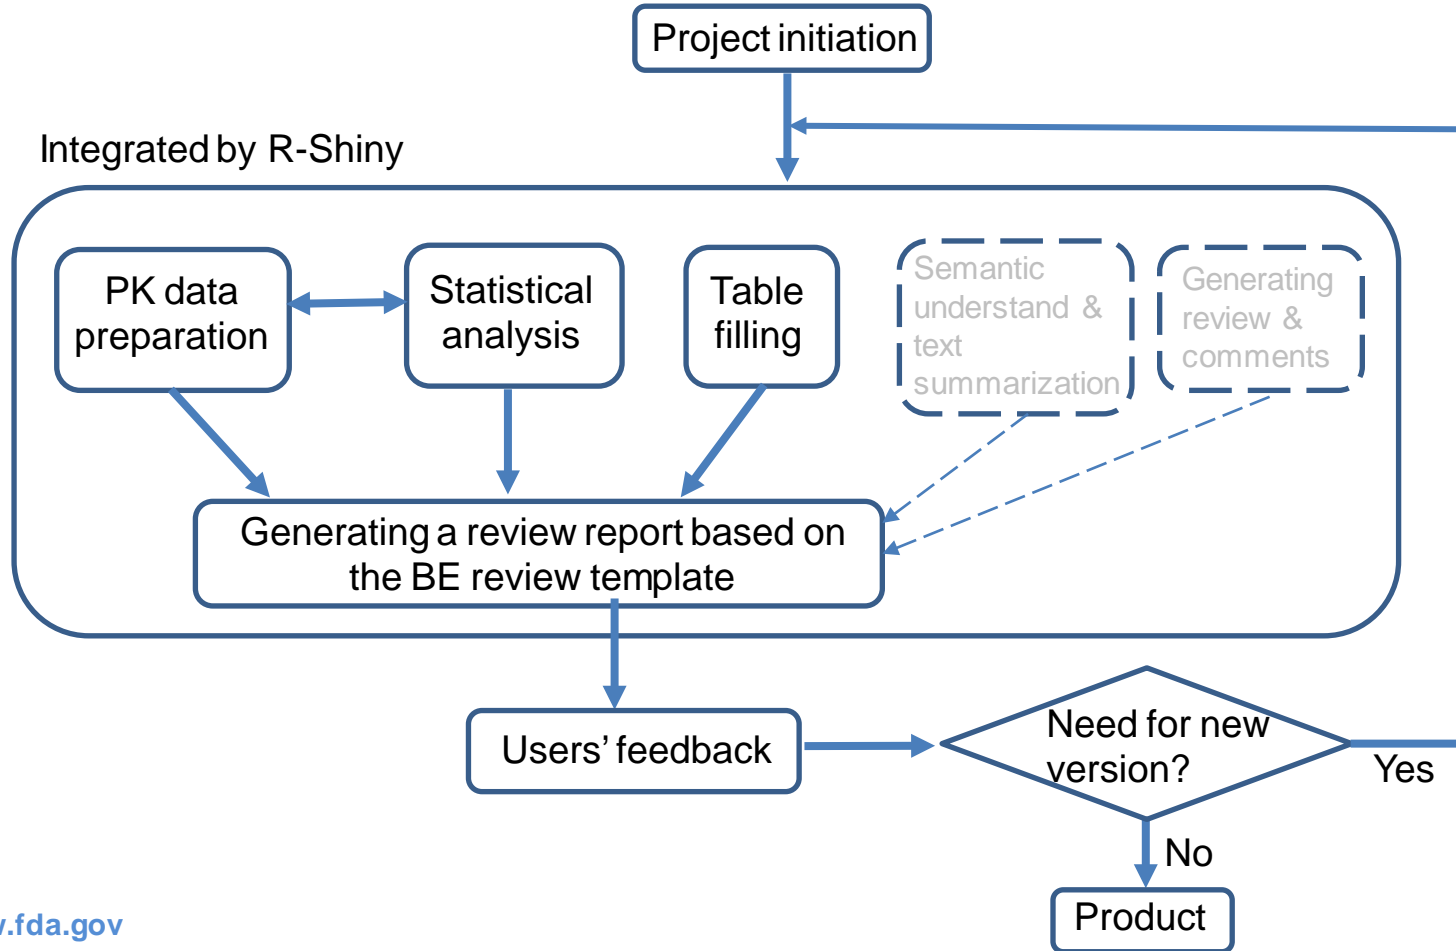 Project initiation
Integrated by R-Shiny
PK data
preparation
Statistical
analysis
Table
filling
Semantic
understand &
text
summarization
Generating
review &
comments
Generating a review report based on
the BE review template
Users' feedback
Need for new
version?
Yes
No
Product
.fda.gov